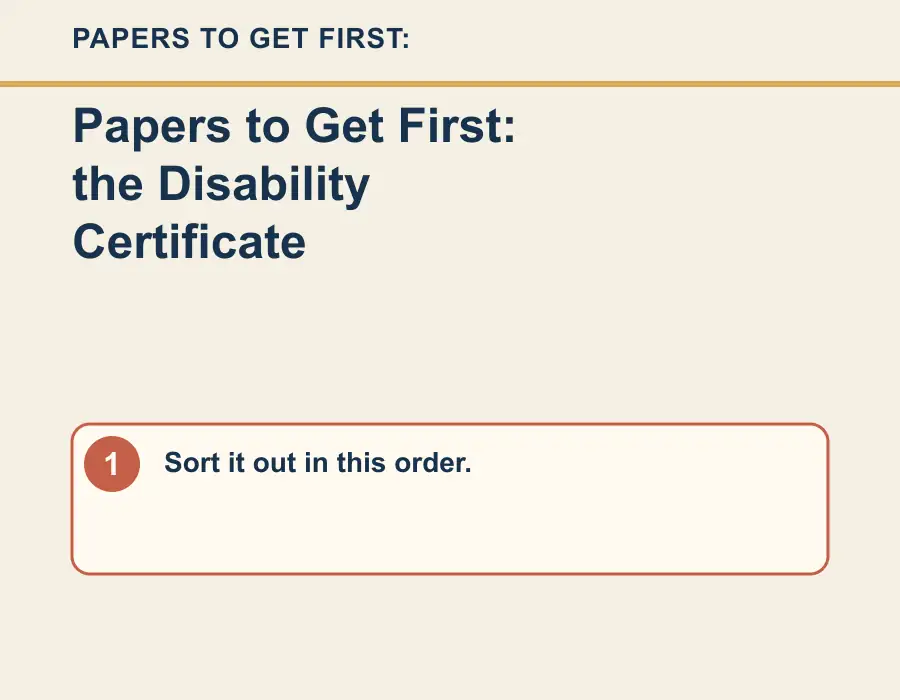 PAPERS TO GET FIRST:
Papers to Get First:
the Disability
Certificate
1
Sort it out in this order.